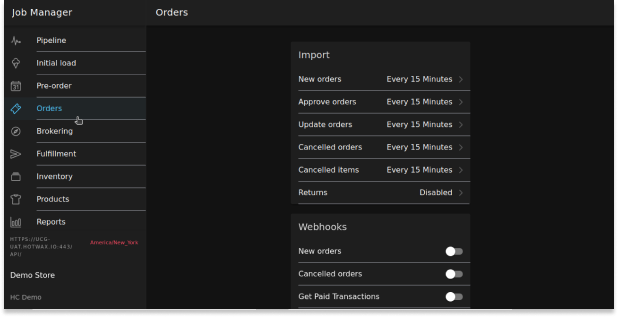 Job Manager
Orders
Pipeline
Initial load
Pre-order
Orders
Brokering
Fulfillment
Inventory
Products
Reports
HTTPS://UCG-
UAT.HOTWAX.IO:443/
API/
America/New_York
Demo Store
HC Demo
Import
New orders Every 15 Minutes
Approve orders Every 15 Minutes
Update orders Every 15 Minutes
Cancelled orders Every 15 Minutes
Cancelled items Every 15 Minutes
Returns Disabled
Webhooks
New orders
Cancelled orders
Get Paid Transactions